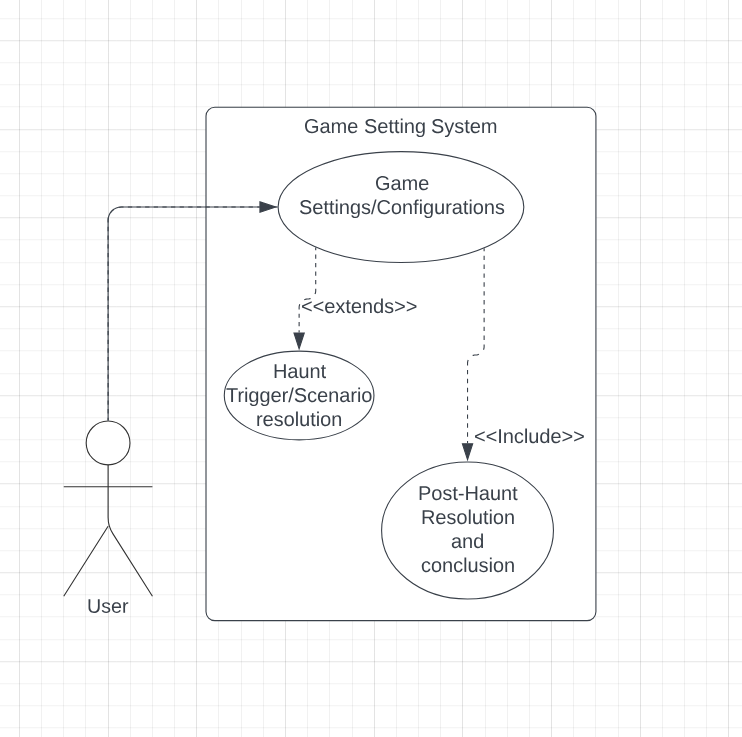 Game Setting System
Game
Settings/Configurations
<<extends>>
Haunt
Trigger/Scenario
resolution
<<Include>>
Post-Haunt
Resolution
and
conclusion
User